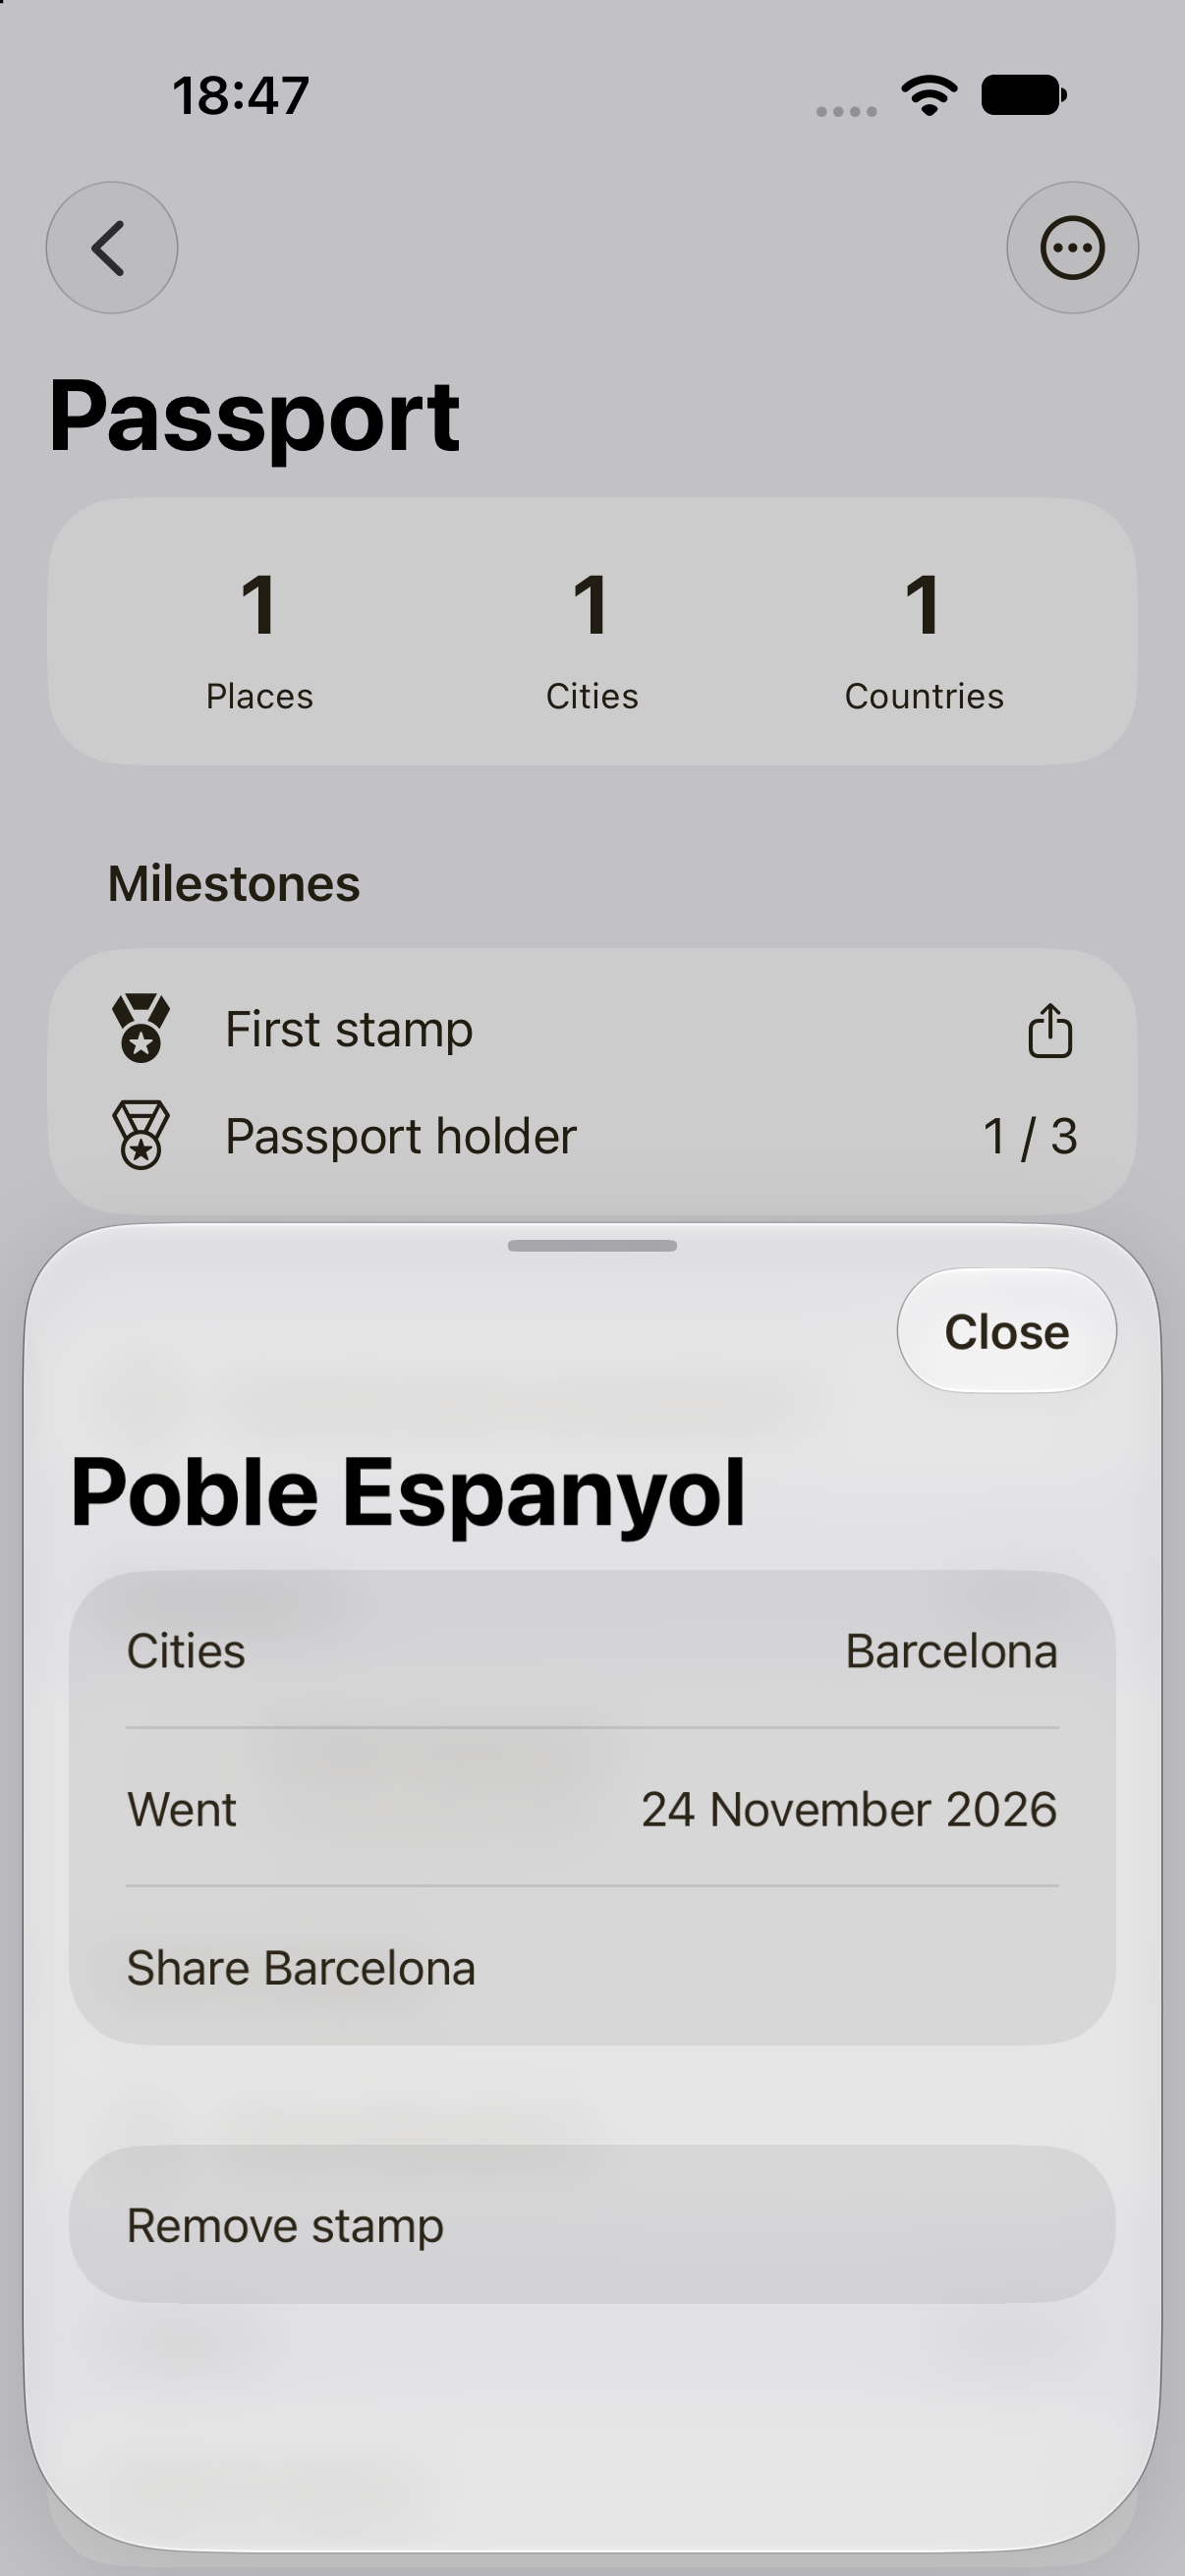 18:47
Passport
1 1 1
Places Cities Countries
Milestones
First stamp
Passport holder 1 / 3
Close
Poble Espanyol
Cities Barcelona
Went 24 November 2026
Share Barcelona
Remove stamp